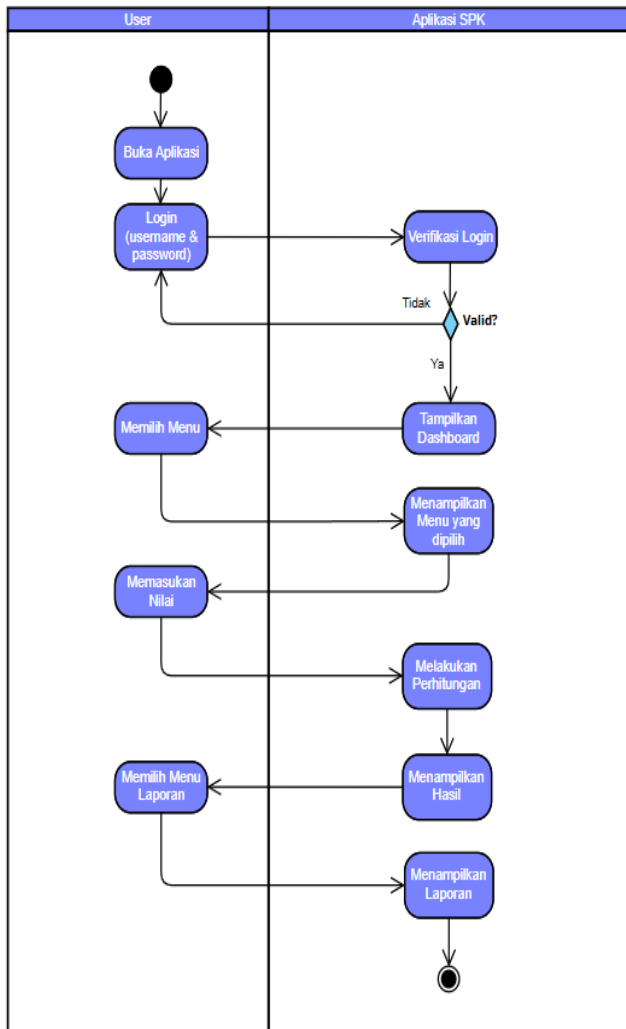 User
Aplikasi SPK
Buka Aplikasi
Login
(username &
password)
Verifikasi Login
Tidak
Valid?
Ya
Memilih Menu
Tampilkan
Dashboard
Menampilkan
Menu yang
dipilih
Memasukan
Nilai
Melakukan
Perhitungan
Memilih Menu
Laporan
Menampilkan
Hasil
Menampilkan
Laporan